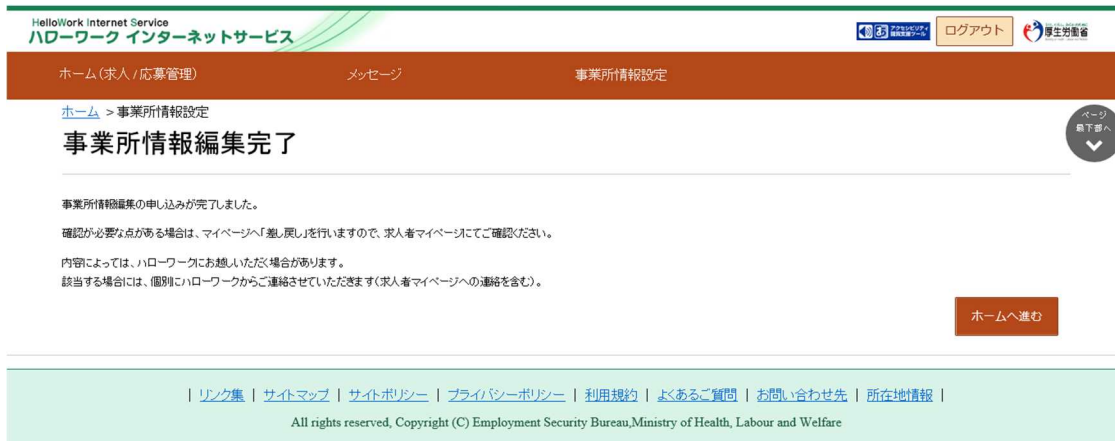 HelloWork Internet Service
ハローワーク インターネットサービス
ログアウト
厚生労働省
ホーム（求人 / 応募管理）
メッセージ
事業所情報設定
ホーム > 事業所情報設定
ページ
最下部へ
事業所情報編集完了
事業所情報編集の申し込みが完了しました。
確認が必要な点がある場合は、マイページへ「差し戻し」を行いますので、求人者マイページにてご確認ください。
内容によっては、ハローワークにお越しいただく場合があります。
該当する場合には、個別にハローワークからご連絡させていただきます（求人者マイページへの連絡を含む）。
ホームへ進む
| リンク集 | サイトマップ | サイトポリシー | プライバシーポリシー | 利用規約 | よくあるご質問 | お問い合わせ先 | 所在地情報 |
All rights reserved, Copyright (C) Employment Security Bureau,Ministry of Health, Labour and Welfare